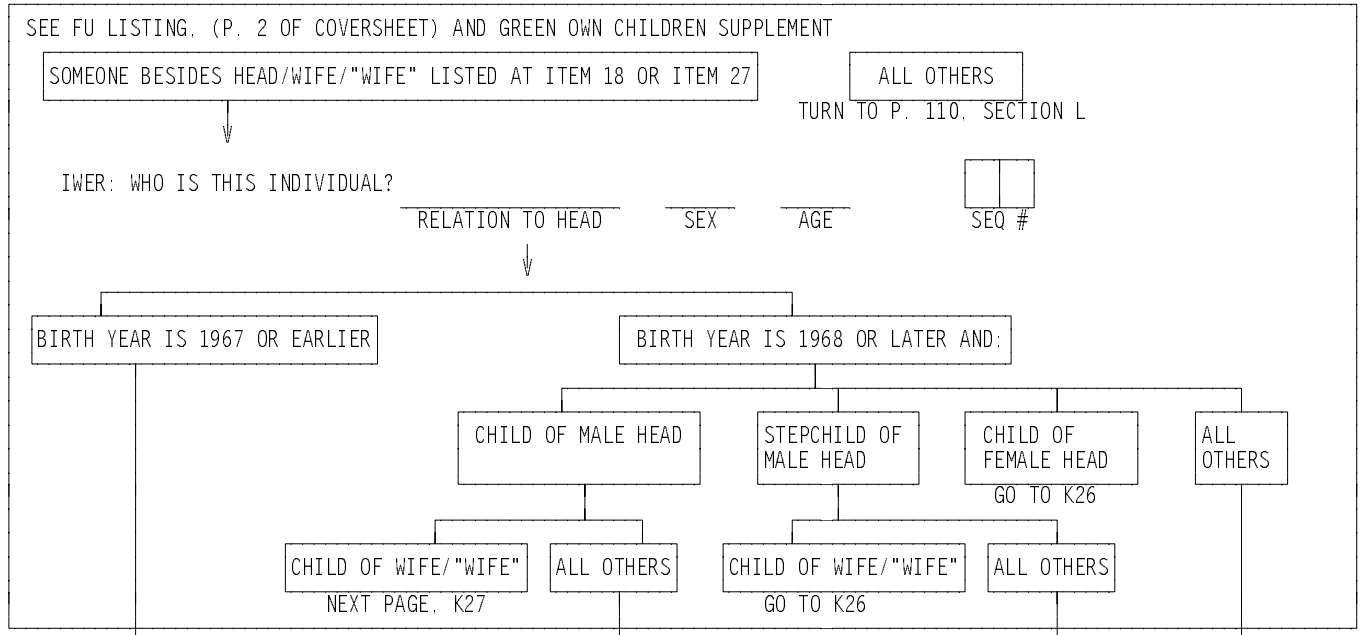 SEE FU LISTING, (P. 2 OF COVERSHEET) AND GREEN OWN CHILDREN SUPPLEMENT
SOMEONE BESIDES HEAD/WIFE/"WIFE" LISTED AT ITEM 18 OR ITEM 27
ALL OTHERS
TURN TO P. 110, SECTION L
IWER: WHO IS THIS INDIVIDUAL?
RELATION TO HEAD
SEX
AGE
SEQ #
BIRTH YEAR IS 1967 OR EARLIER
BIRTH YEAR IS 1968 OR LATER AND:
CHILD OF MALE HEAD
STEPCHILD OF
MALE HEAD
CHILD OF
FEMALE HEAD
GO TO K26
ALL
OTHERS
CHILD OF WIFE/"WIFE"
NEXT PAGE, K27
ALL OTHERS
CHILD OF WIFE/"WIFE"
GO TO K26
ALL OTHERS